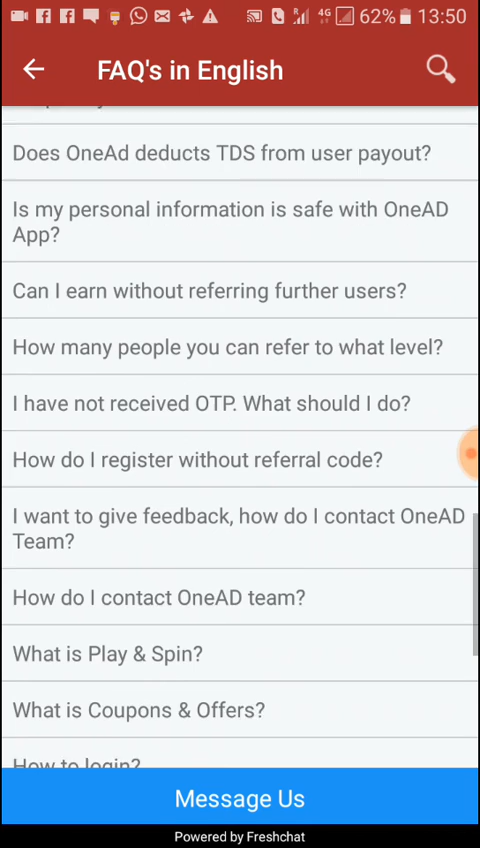 4G 62% 13:50
FAQ's in English
Does OneAd deducts TDS from user payout?
Is my personal information is safe with OneAD
App?
Can I earn without referring further users?
How many people you can refer to what level?
I have not received OTP. What should I do?
How do I register without referral code?
I want to give feedback, how do I contact OneAD
Team?
How do I contact OneAD team?
What is Play & Spin?
What is Coupons & Offers?
How to login?
Message Us
Powered by Freshchat